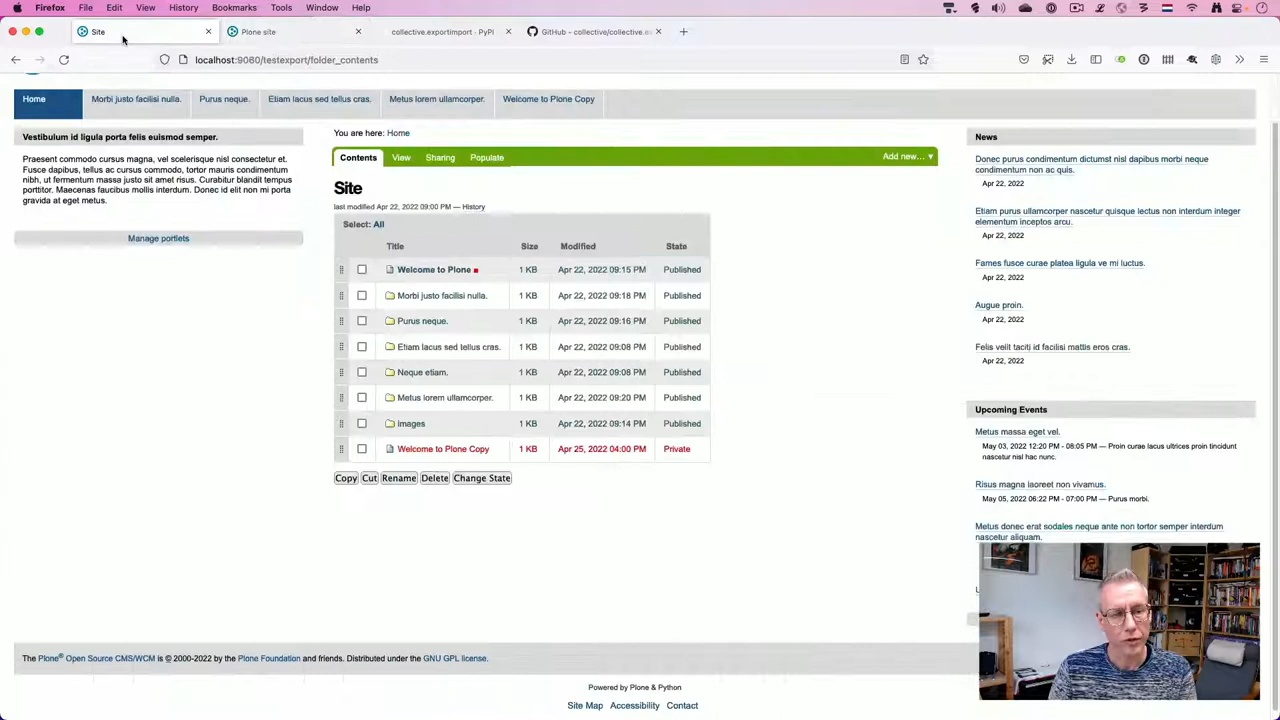 Firefox File Edit View History Bookmarks Tools Window Help
Site
Plone site
collective.exportimport · PyPI
GitHub – collective/collective.e
localhost:9080/testexport/folder_contents
Home
Morbi justo facilisi nulla.
Purus neque.
Etiam lacus sed tellus cras.
Metus lorem ullamcorper.
Welcome to Plone Copy
Vestibulum id ligula porta felis euismod semper.
Praesent commodo cursus magna, vel scelerisque nisl consectetur et.
Fusce dapibus, tellus ac cursus commodo, tortor mauris condimentum
nibh, ut fermentum massa justo sit amet risus. Curabitur blandit tempus
porttitor. Maecenas faucibus mollis interdum. Donec id elit non mi porta
gravida at eget metus.
Manage portlets
You are here: Home
Contents View Sharing Populate
Add new... ▼
Site
last modified Apr 22, 2022 09:00 PM — History
Select: All
Title Size Modified State
Welcome to Plone 1 KB Apr 22, 2022 09:15 PM Published
Morbi justo facilisi nulla. 1 KB Apr 22, 2022 09:18 PM Published
Purus neque. 1 KB Apr 22, 2022 09:16 PM Published
Etiam lacus sed tellus cras. 1 KB Apr 22, 2022 09:08 PM Published
Neque etiam. 1 KB Apr 22, 2022 09:08 PM Published
Metus lorem ullamcorper. 1 KB Apr 22, 2022 09:20 PM Published
images 1 KB Apr 22, 2022 09:14 PM Published
Welcome to Plone Copy 1 KB Apr 25, 2022 04:00 PM Private
Copy Cut Rename Delete Change State
News
Donec purus condimentum dictumst nisl dapibus morbi neque
condimentum non ac quis.
Apr 22, 2022
Etiam purus ullamcorper nascetur quisque lectus non interdum integer
elementum inceptos arcu.
Apr 22, 2022
Fames fusce curae platea ligula ve mi luctus.
Apr 22, 2022
Augue proin.
Apr 22, 2022
Felis velit taciti id facilisi mattis eros cras.
Apr 22, 2022
Upcoming Events
Metus massa eget vel.
May 03, 2022 12:20 PM - 08:05 PM — Proin curae lacus ultrices proin tincidunt
nascetur nisl hac nunc.
Risus magna laoreet non vivamus.
May 05, 2022 06:22 PM - 07:00 PM — Purus morbi.
Metus donec erat sodales neque ante non tortor semper interdum
nascetur aliquam.
The Plone® Open Source CMS/WCM is © 2000-2022 by the Plone Foundation and friends. Distributed under the GNU GPL license.
Powered by Plone & Python
Site Map Accessibility Contact